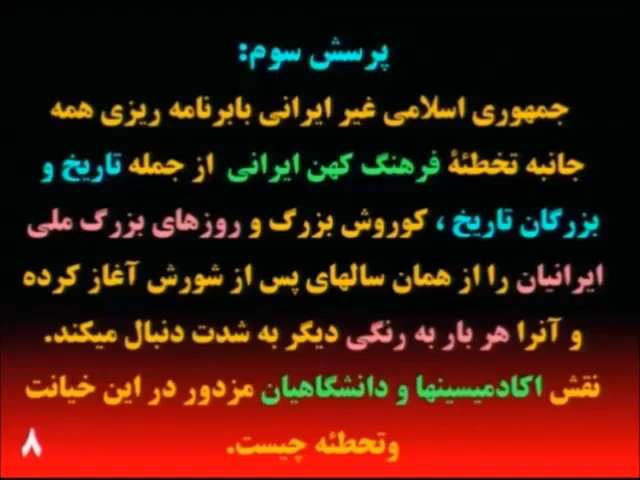 پرسش سوم:
جمهوری اسلامی غیر ایرانی بابرنامه ریزی همه
جانبه تخطئهٔ فرهنگ کهن ایرانی از جمله تاریخ و
بزرگان تاریخ ، کوروش بزرگ و روزهای بزرگ ملی
ایرانیان را از همان سالهای پس از شورش آغاز کرده
و آنرا هر بار به رنگی دیگر به شدت دنبال میکند.
نقش اکادمیسینها و دانشگاهیان مزدور در این خیانت
وتحطئه چیست.
۸